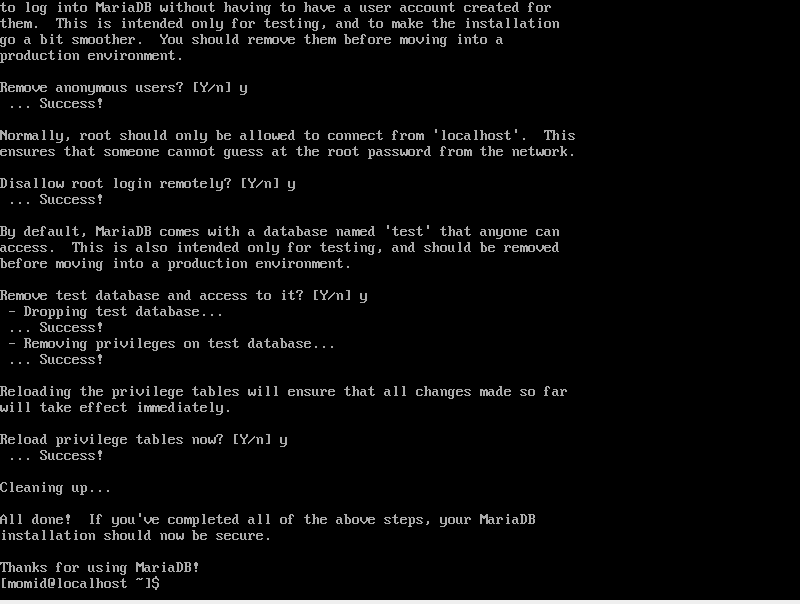 to log into MariaDB without having to have a user account created for
them.  This is intended only for testing, and to make the installation
go a bit smoother.  You should remove them before moving into a
production environment.

Remove anonymous users? [Y/n] y
 ... Success!

Normally, root should only be allowed to connect from 'localhost'.  This
ensures that someone cannot guess at the root password from the network.

Disallow root login remotely? [Y/n] y
 ... Success!

By default, MariaDB comes with a database named 'test' that anyone can
access.  This is also intended only for testing, and should be removed
before moving into a production environment.

Remove test database and access to it? [Y/n] y
 - Dropping test database...
 ... Success!
 - Removing privileges on test database...
 ... Success!

Reloading the privilege tables will ensure that all changes made so far
will take effect immediately.

Reload privilege tables now? [Y/n] y
 ... Success!

Cleaning up...

All done!  If you've completed all of the above steps, your MariaDB
installation should now be secure.

Thanks for using MariaDB!
[momid@localhost ~]$